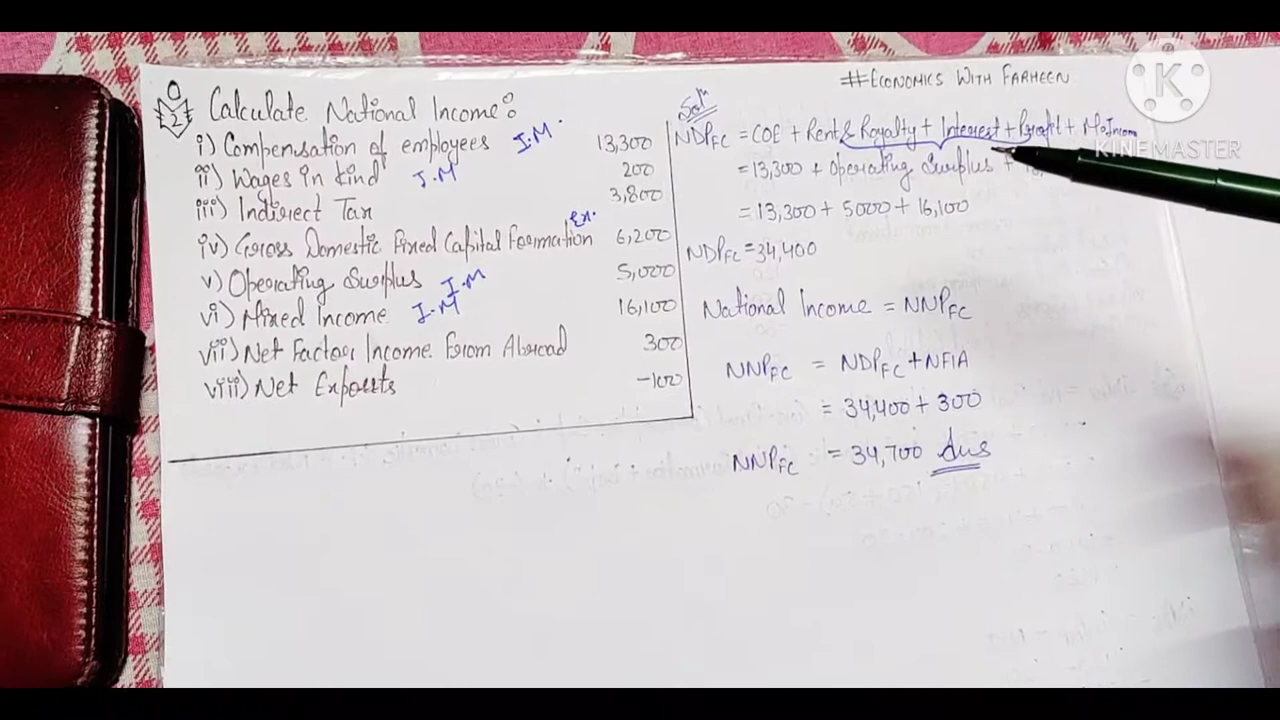 #ECONOMICS WITH FARHEEN
K
KINEMASTER
Q2
Calculate National Income:
i) Compensation of employees I.M. 13,300
ii) Wages in kind I.M 200
iii) Indirect Tax 3,800
iv) Gross Domestic Fixed Capital Formation Ex. 6,200
v) Operating Surplus I.M 5,000
vi) Mixed Income I.M 16,100
vii) Net Factor Income From Abroad 300
viii) Net Exports -100
Solⁿ
NDPFC = COE + Rent & Royalty + Interest + Profit + M.Income
= 13,300 + Operating Surplus +
= 13,300 + 5000 + 16,100
NDPFC = 34,400
National Income = NNPFC
NNPFC = NDPFC + NFIA
= 34,400 + 300
NNPFC = 34,700 Ans